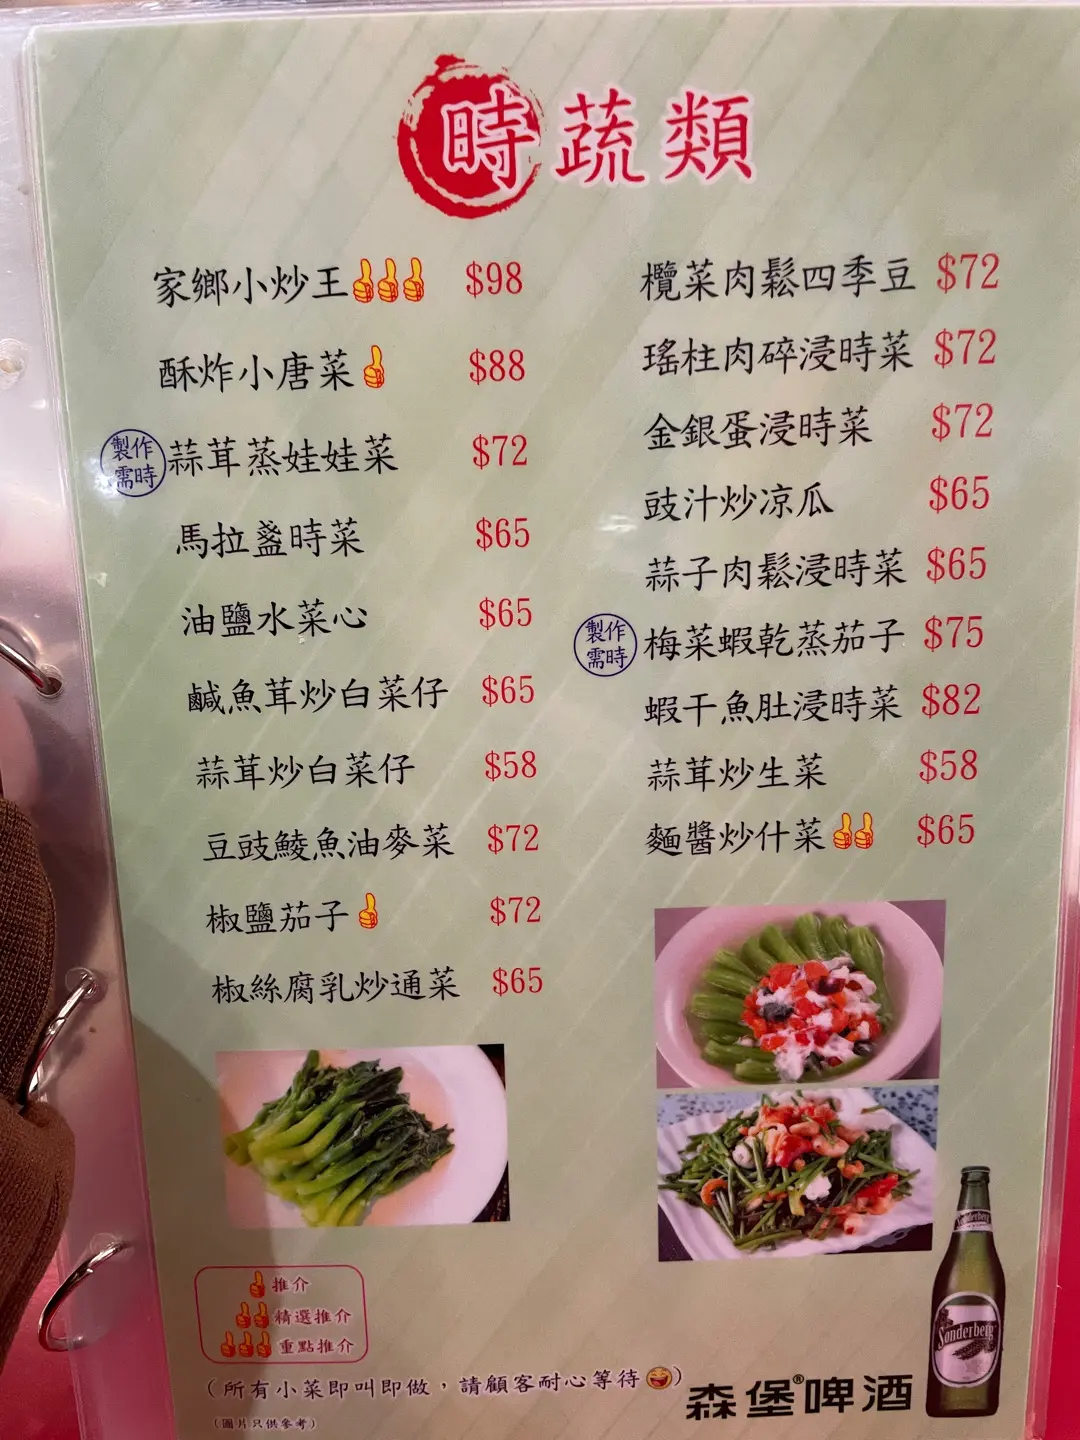 時蔬類
家鄉小炒王 $98
酥炸小唐菜 $88
製作需時 蒜茸蒸娃娃菜 $72
馬拉盞時菜 $65
油鹽水菜心 $65
鹹魚茸炒白菜仔 $65
蒜茸炒白菜仔 $58
豆豉鯪魚油麥菜 $72
椒鹽茄子 $72
椒絲腐乳炒通菜 $65
欖菜肉鬆四季豆 $72
瑤柱肉碎浸時菜 $72
金銀蛋浸時菜 $72
豉汁炒凉瓜 $65
蒜子肉鬆浸時菜 $65
製作需時 梅菜蝦乾蒸茄子 $75
蝦干魚肚浸時菜 $82
蒜茸炒生菜 $58
麵醬炒什菜 $65
推介
精選推介
重點推介
（所有小菜即叫即做，請顧客耐心等待）
（圖片只供參考）
Sonderberg
Sonderberg
森堡®啤酒